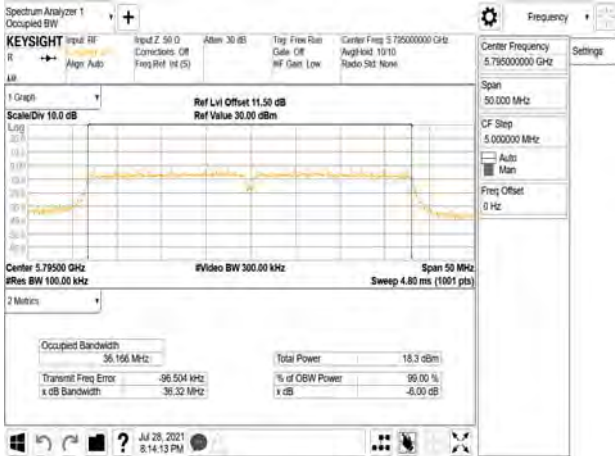 Spectrum Analyzer 1
Occupied BW
+
KEYSIGHT
Input: RF
R
Align: Auto
Input Z: 50 Ω
Corrections: Off
Freq Ref: Int (S)
Atten: 30 dB
Trig: Free Run
Gate: Off
#IF Gain: Low
Center Freq: 5.795000000 GHz
Avg|Hold: 10/10
Radio Std: None
1 Graph
Scale/Div 10.0 dB
Ref Lvl Offset 11.50 dB
Ref Value 30.00 dBm
Log
Center 5.79500 GHz
#Res BW 100.00 kHz
#Video BW 300.00 kHz
Span 50 MHz
Sweep 4.80 ms (1001 pts)
2 Metrics
Occupied Bandwidth
36.166 MHz
Transmit Freq Error -96.504 kHz
x dB Bandwidth 36.32 MHz
Total Power 18.3 dBm
% of OBW Power 99.00 %
x dB -6.00 dB
?
Jul 28, 2021
8:14:13 PM
Frequency
Center Frequency
5.795000000 GHz
Span
50.000 MHz
CF Step
5.000000 MHz
Auto
Man
Freq Offset
0 Hz
Settings